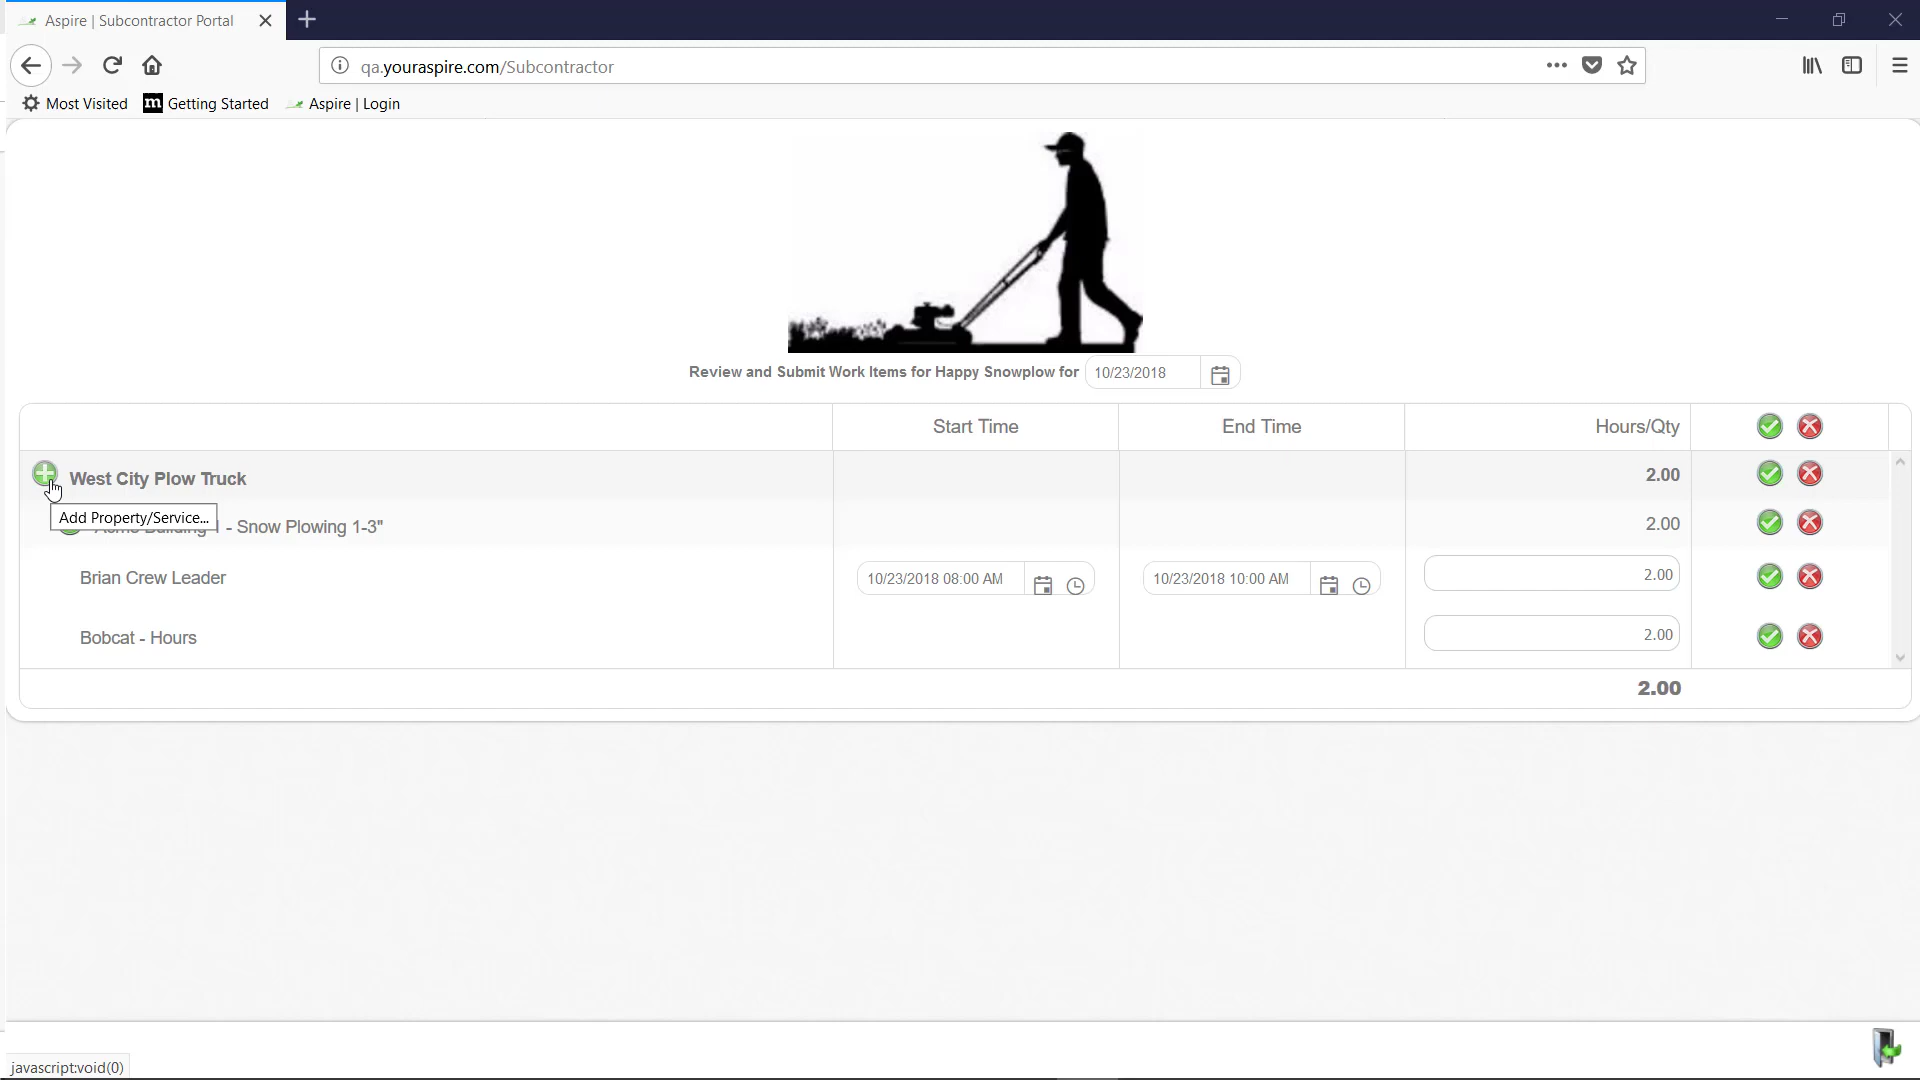 Aspire | Subcontractor Portal
qa.youraspire.com/Subcontractor
Most Visited
m Getting Started
Aspire | Login
Review and Submit Work Items for Happy Snowplow for 10/23/2018
Start Time End Time Hours/Qty
West City Plow Truck 2.00
Add Property/Service...
1 - Snow Plowing 1-3" 2.00
Brian Crew Leader 10/23/2018 08:00 AM 10/23/2018 10:00 AM 2.00
Bobcat - Hours 2.00
2.00
javascript:void(0)